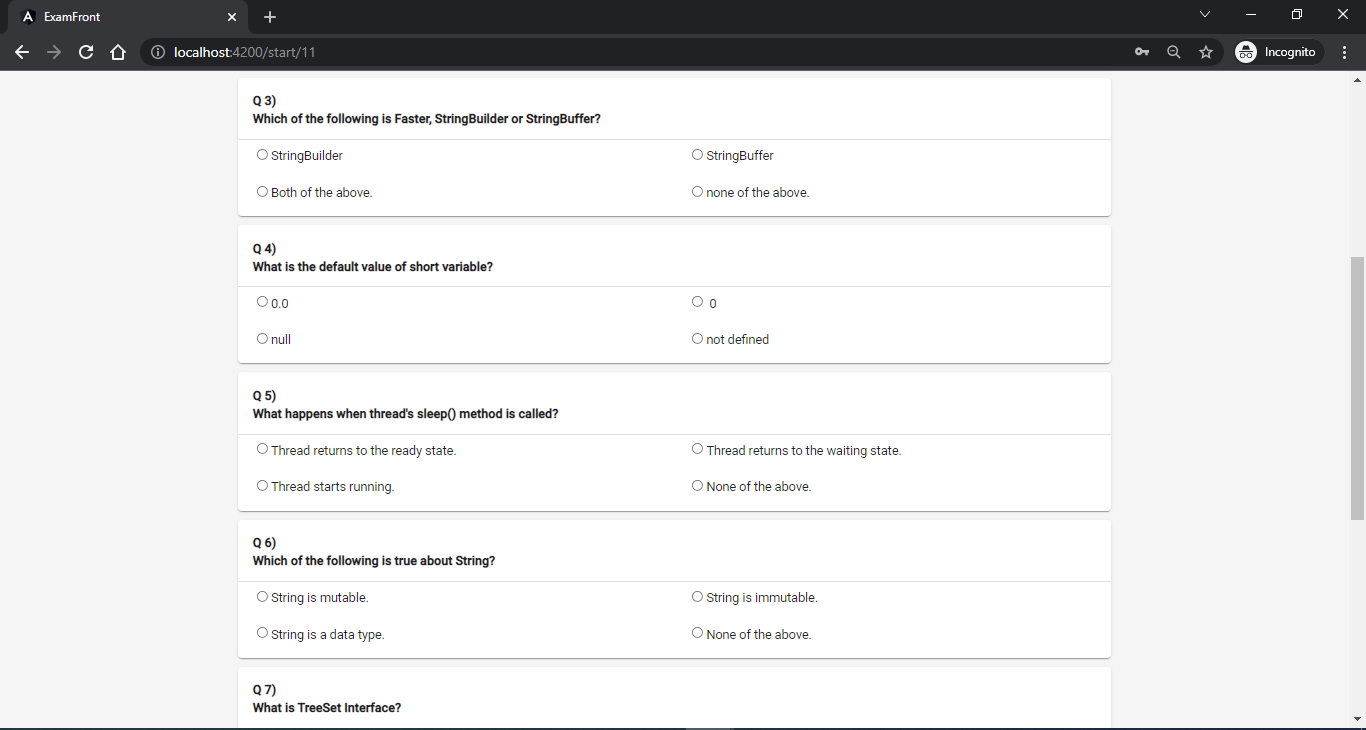 ExamFront
localhost:4200/start/11
Incognito
Q 3)
Which of the following is Faster, StringBuilder or StringBuffer?
StringBuilder
StringBuffer
Both of the above.
none of the above.
Q 4)
What is the default value of short variable?
0.0
0
null
not defined
Q 5)
What happens when thread's sleep() method is called?
Thread returns to the ready state.
Thread returns to the waiting state.
Thread starts running.
None of the above.
Q 6)
Which of the following is true about String?
String is mutable.
String is immutable.
String is a data type.
None of the above.
Q 7)
What is TreeSet Interface?